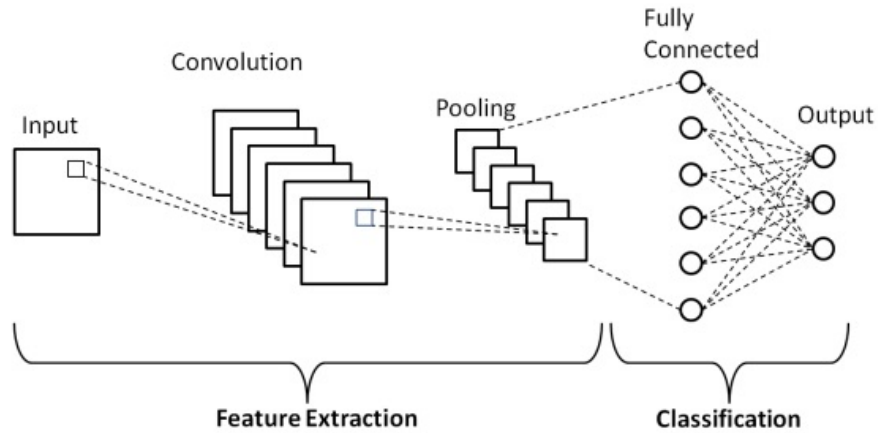 Input
Convolution
Pooling
Fully
Connected
Output
Feature Extraction
Classification